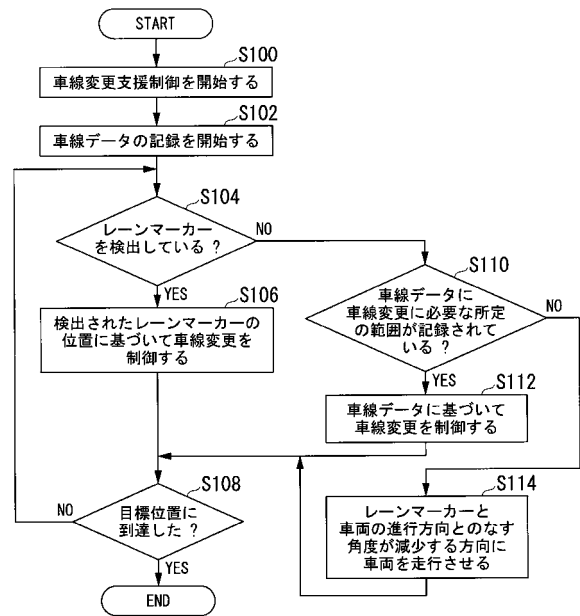 START
S100
車線変更支援制御を開始する
S102
車線データの記録を開始する
S104
レーンマーカー
を検出している ?
NO
YES
S106
検出されたレーンマーカーの
位置に基づいて車線変更を
制御する
S110
車線データに
車線変更に必要な所定
の範囲が記録されて
いる ?
NO
YES
S112
車線データに基づいて
車線変更を制御する
S108
目標位置に
到達した ?
NO
YES
S114
レーンマーカーと
車両の進行方向とのなす
角度が減少する方向に
車両を走行させる
END